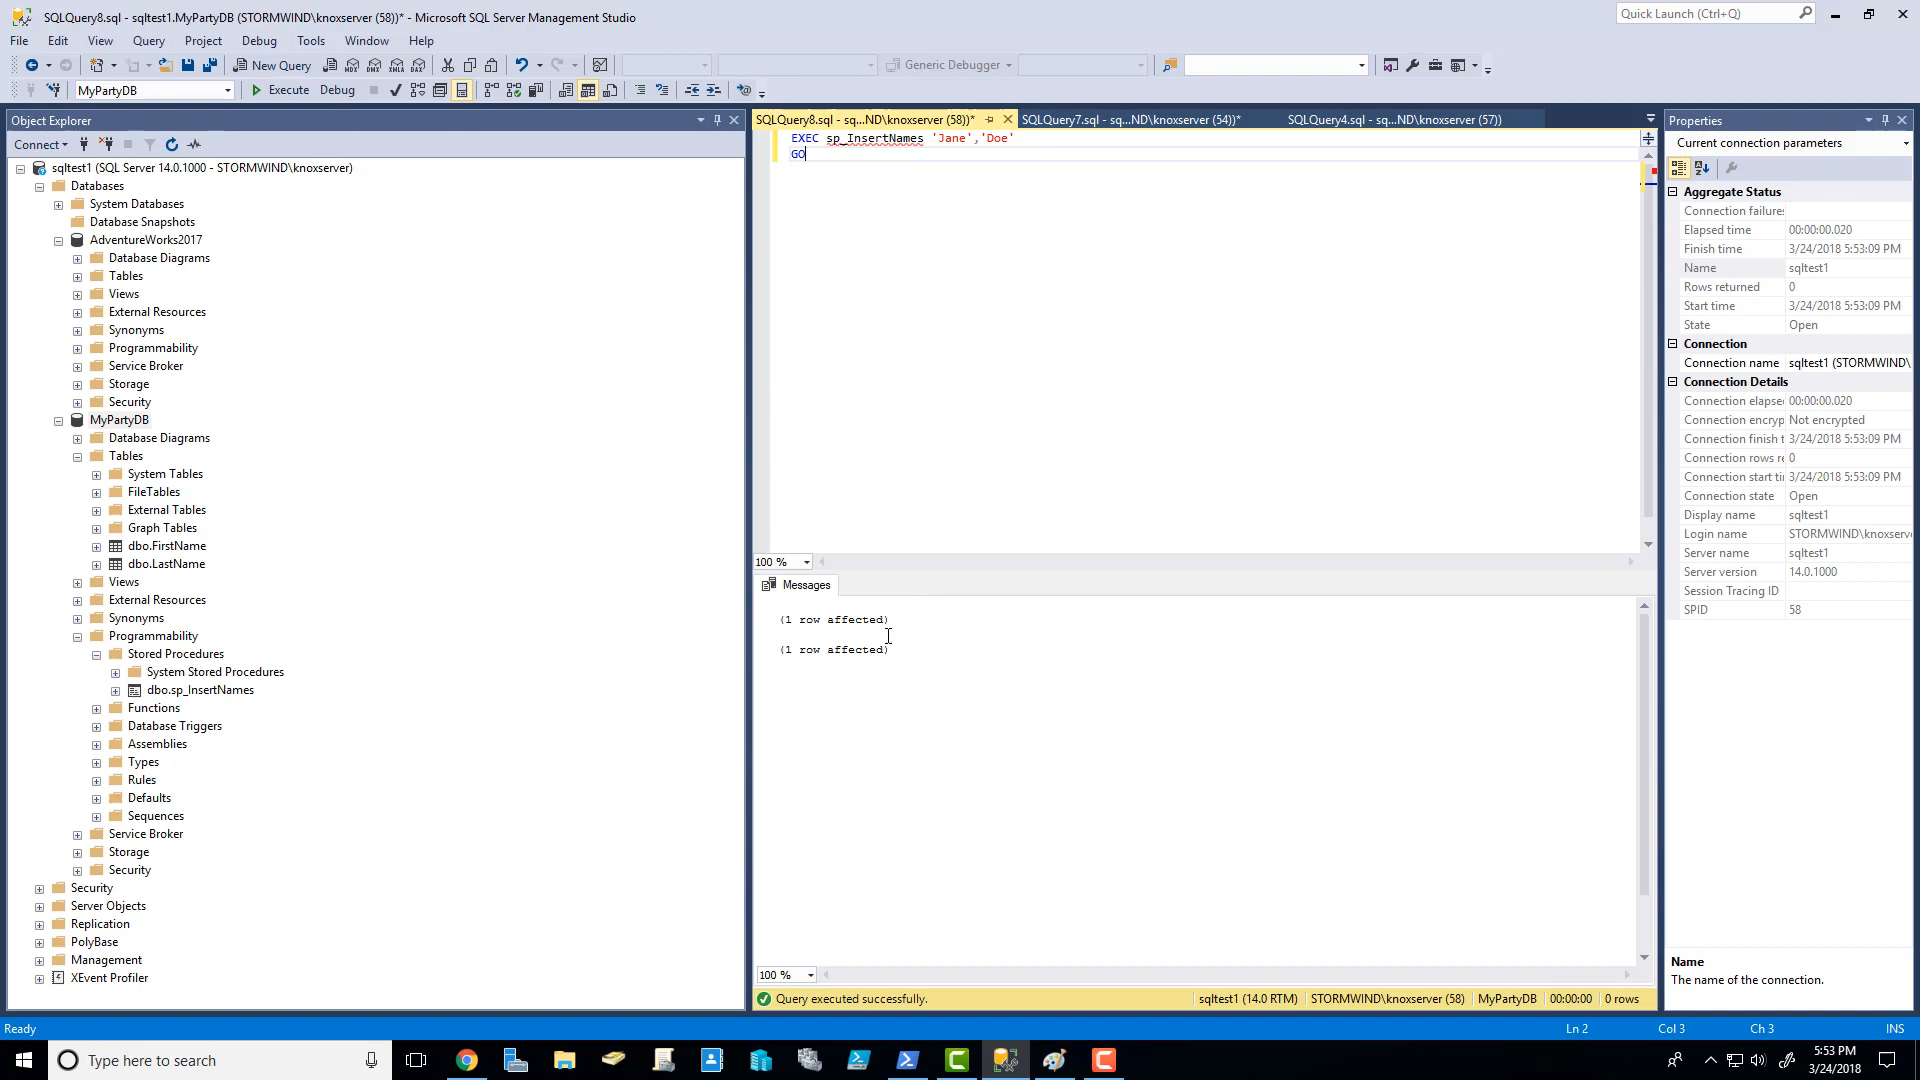 SQLQuery8.sql - sqltest1.MyPartyDB (STORMWIND\knoxserver (58))* - Microsoft SQL Server Management Studio
Quick Launch (Ctrl+Q)
File Edit View Query Project Debug Tools Window Help
New Query
MDX DMX XMLA DAX
Generic Debugger
MyPartyDB
Execute Debug
Object Explorer
Connect
sqltest1 (SQL Server 14.0.1000 - STORMWIND\knoxserver)
Databases
System Databases
Database Snapshots
AdventureWorks2017
Database Diagrams
Tables
Views
External Resources
Synonyms
Programmability
Service Broker
Storage
Security
MyPartyDB
Database Diagrams
Tables
System Tables
FileTables
External Tables
Graph Tables
dbo.FirstName
dbo.LastName
Views
External Resources
Synonyms
Programmability
Stored Procedures
System Stored Procedures
dbo.sp_InsertNames
Functions
Database Triggers
Assemblies
Types
Rules
Defaults
Sequences
Service Broker
Storage
Security
Security
Server Objects
Replication
PolyBase
Management
XEvent Profiler
SQLQuery8.sql - sq...ND\knoxserver (58))*
SQLQuery7.sql - sq...ND\knoxserver (54))*
SQLQuery4.sql - sq...ND\knoxserver (57))
EXEC sp_InsertNames 'Jane','Doe'
GO
100 %
Messages
(1 row affected)
(1 row affected)
100 %
Query executed successfully.
sqltest1 (14.0 RTM)
STORMWIND\knoxserver (58)
MyPartyDB
00:00:00
0 rows
Properties
Current connection parameters
Aggregate Status
Connection failures
Elapsed time 00:00:00.020
Finish time 3/24/2018 5:53:09 PM
Name sqltest1
Rows returned 0
Start time 3/24/2018 5:53:09 PM
State Open
Connection
Connection name sqltest1 (STORMWIND\
Connection Details
Connection elapse 00:00:00.020
Connection encryp Not encrypted
Connection finish t 3/24/2018 5:53:09 PM
Connection rows re 0
Connection start ti 3/24/2018 5:53:09 PM
Connection state Open
Display name sqltest1
Login name STORMWIND\knoxserv
Server name sqltest1
Server version 14.0.1000
Session Tracing ID
SPID 58
Name
The name of the connection.
Ready
Ln 2
Col 3
Ch 3
INS
Type here to search
5:53 PM
3/24/2018